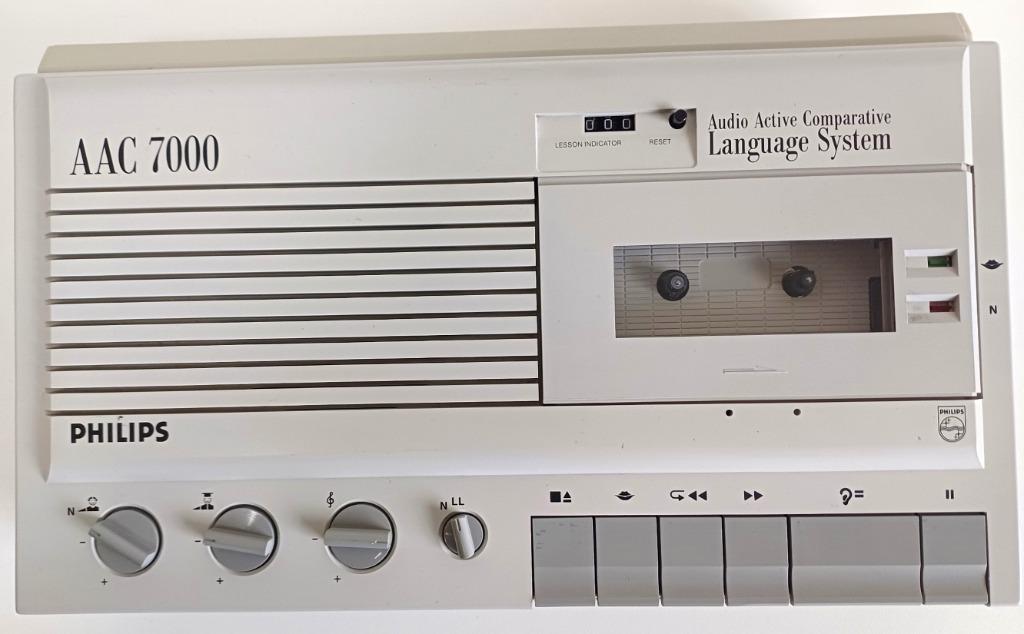 AAC 7000
000
LESSON INDICATOR RESET
Audio Active Comparative
Language System
N
PHILIPS
PHILIPS
N
N LL
- - -
+ + +